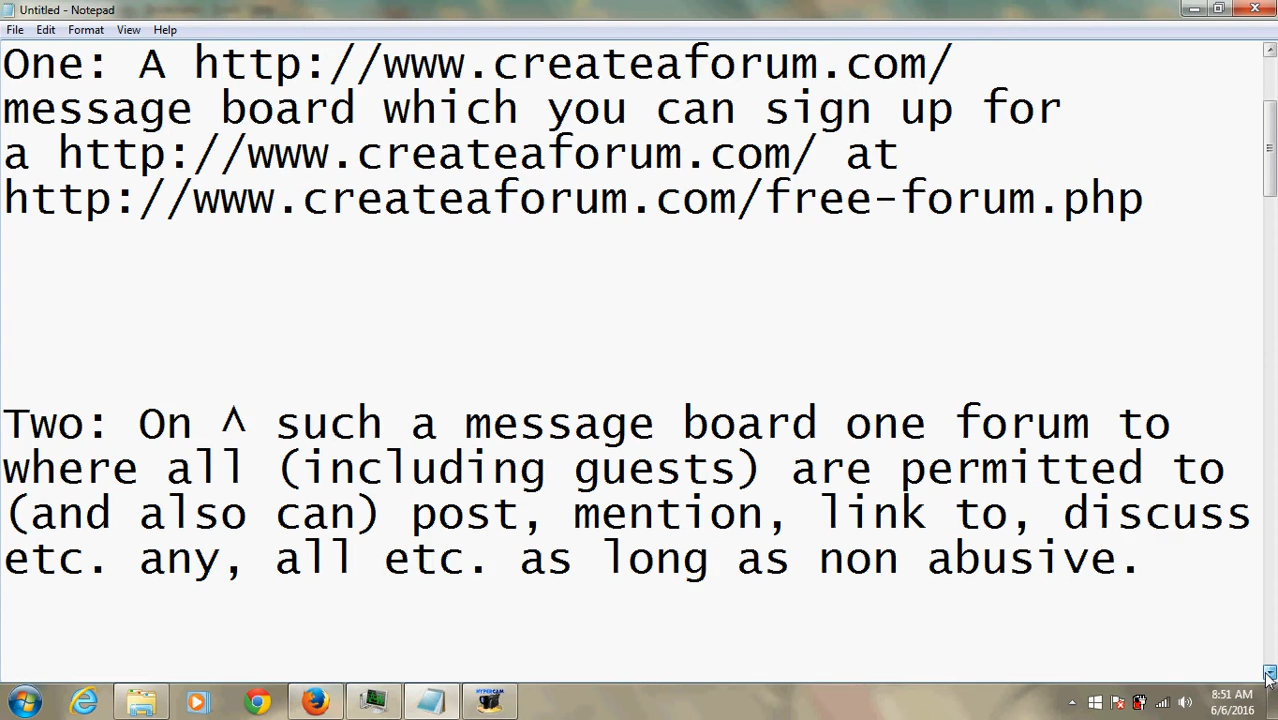 Untitled - Notepad
File Edit Format View Help
One: A http://www.createaforum.com/
message board which you can sign up for
a http://www.createaforum.com/ at
http://www.createaforum.com/free-forum.php
Two: On ^ such a message board one forum to
where all (including guests) are permitted to
(and also can) post, mention, link to, discuss
etc. any, all etc. as long as non abusive.
HYPERCAM
8:51 AM
6/6/2016